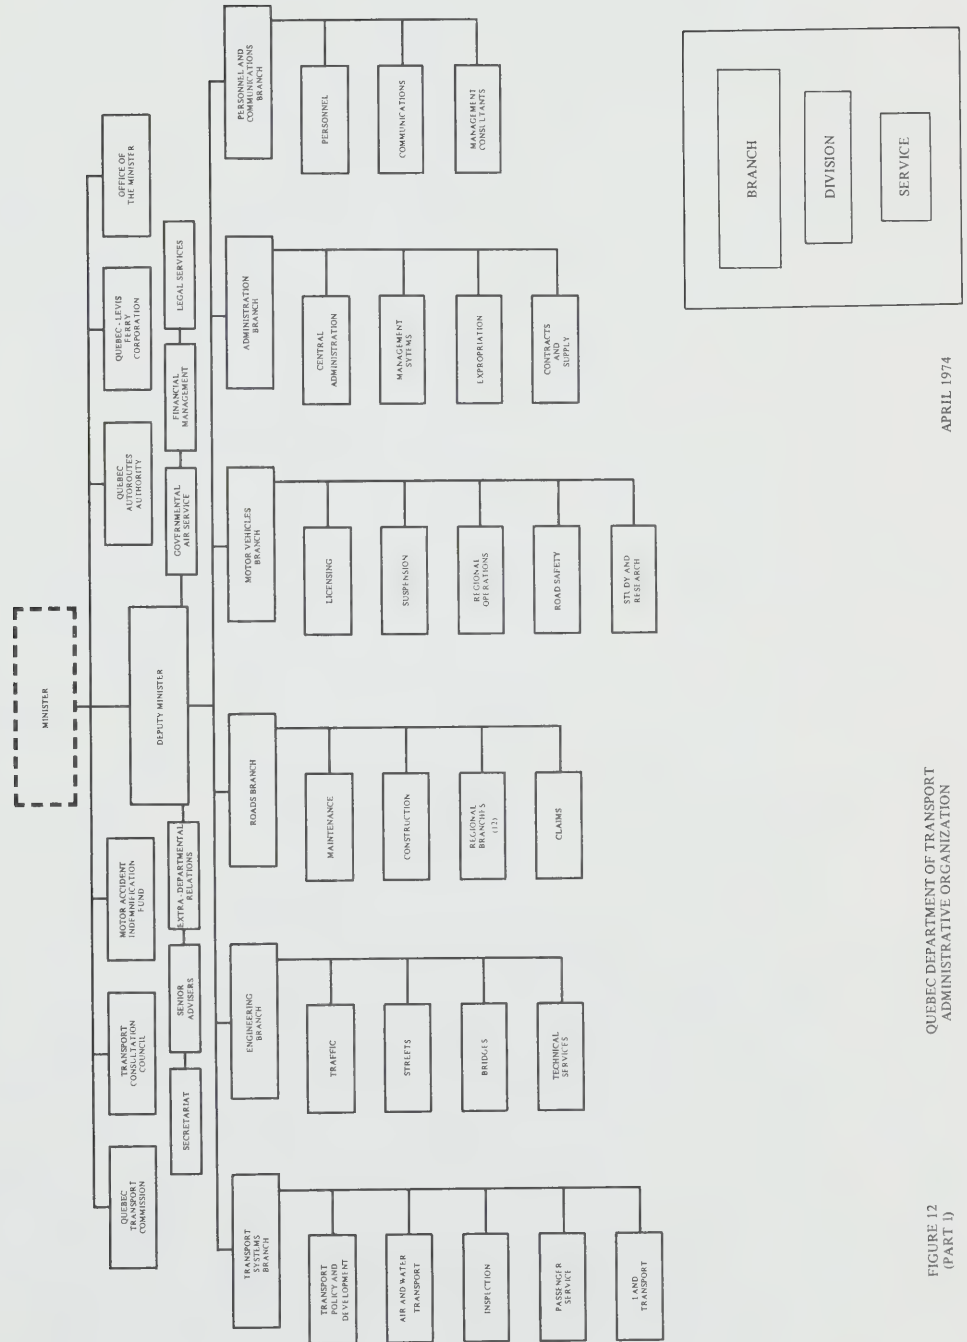 MINISTER
QUEBEC
TRANSPORT
COMMISSION
TRANSPORT
CONSULTATION
COUNCIL
MOTOR ACCIDENT
INDEMNIFICATION
FUND
QUEBEC
AUTOROUTES
AUTHORITY
QUEBEC - LEVIS
FERRY
CORPORATION
OFFICE OF
THE MINISTER
DEPUTY MINISTER
SECRETARIAT
SENIOR
ADVISERS
EXTRA-DEPARTMENTAL
RELATIONS
GOVERNMENTAL
AIR SERVICE
FINANCIAL
MANAGEMENT
LEGAL SERVICES
TRANSPORT
SYSTEMS
BRANCH
TRANSPORT
POLICY AND
DEVELOPMENT
AIR AND WATER
TRANSPORT
INSPECTION
PASSENGER
SERVICE
LAND
TRANSPORT
ENGINEERING
BRANCH
TRAFFIC
STREETS
BRIDGES
TECHNICAL
SERVICES
ROADS BRANCH
MAINTENANCE
CONSTRUCTION
REGIONAL
BRANCHES
(12)
CLAIMS
MOTOR VEHICLES
BRANCH
LICENSING
SUSPENSION
REGIONAL
OPERATIONS
ROAD SAFETY
STUDY AND
RESEARCH
ADMINISTRATION
BRANCH
CENTRAL
ADMINISTRATION
MANAGEMENT
SYTEMS
EXPROPRIATION
CONTRACTS
AND
SUPPLY
PERSONNEL AND
COMMUNICATIONS
BRANCH
PERSONNEL
COMMUNICATIONS
MANAGEMENT
CONSULTANTS
BRANCH
DIVISION
SERVICE
FIGURE 12
(PART 1)
QUEBEC DEPARTMENT OF TRANSPORT
ADMINISTRATIVE ORGANIZATION
APRIL 1974